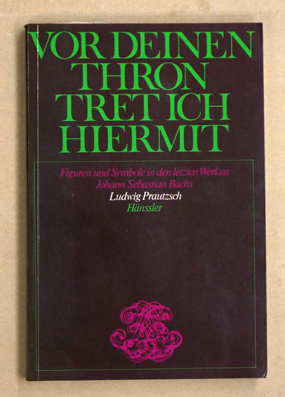 VOR DEINEN
THRON
TRET ICH
HIERMIT
Figuren und Symbole in den letzten Werken
Johann Sebastian Bachs
Ludwig Prautzsch
Hänssler